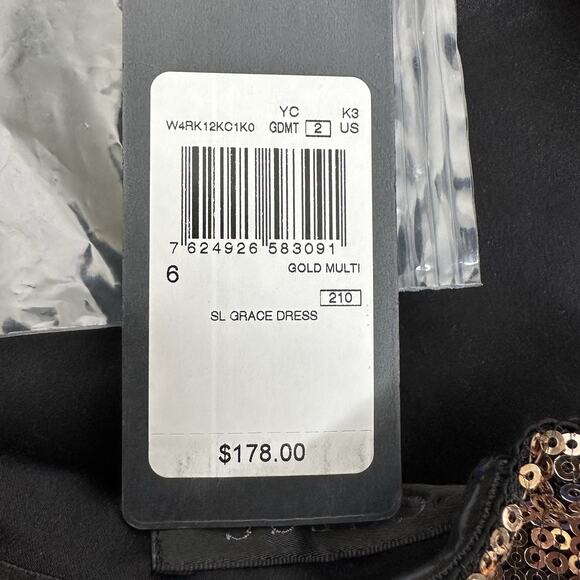 YC K3
W4RK12KC1K0 GDMT 2 US
7 624926 583091
6 GOLD MULTI
210
SL GRACE DRESS
$178.00